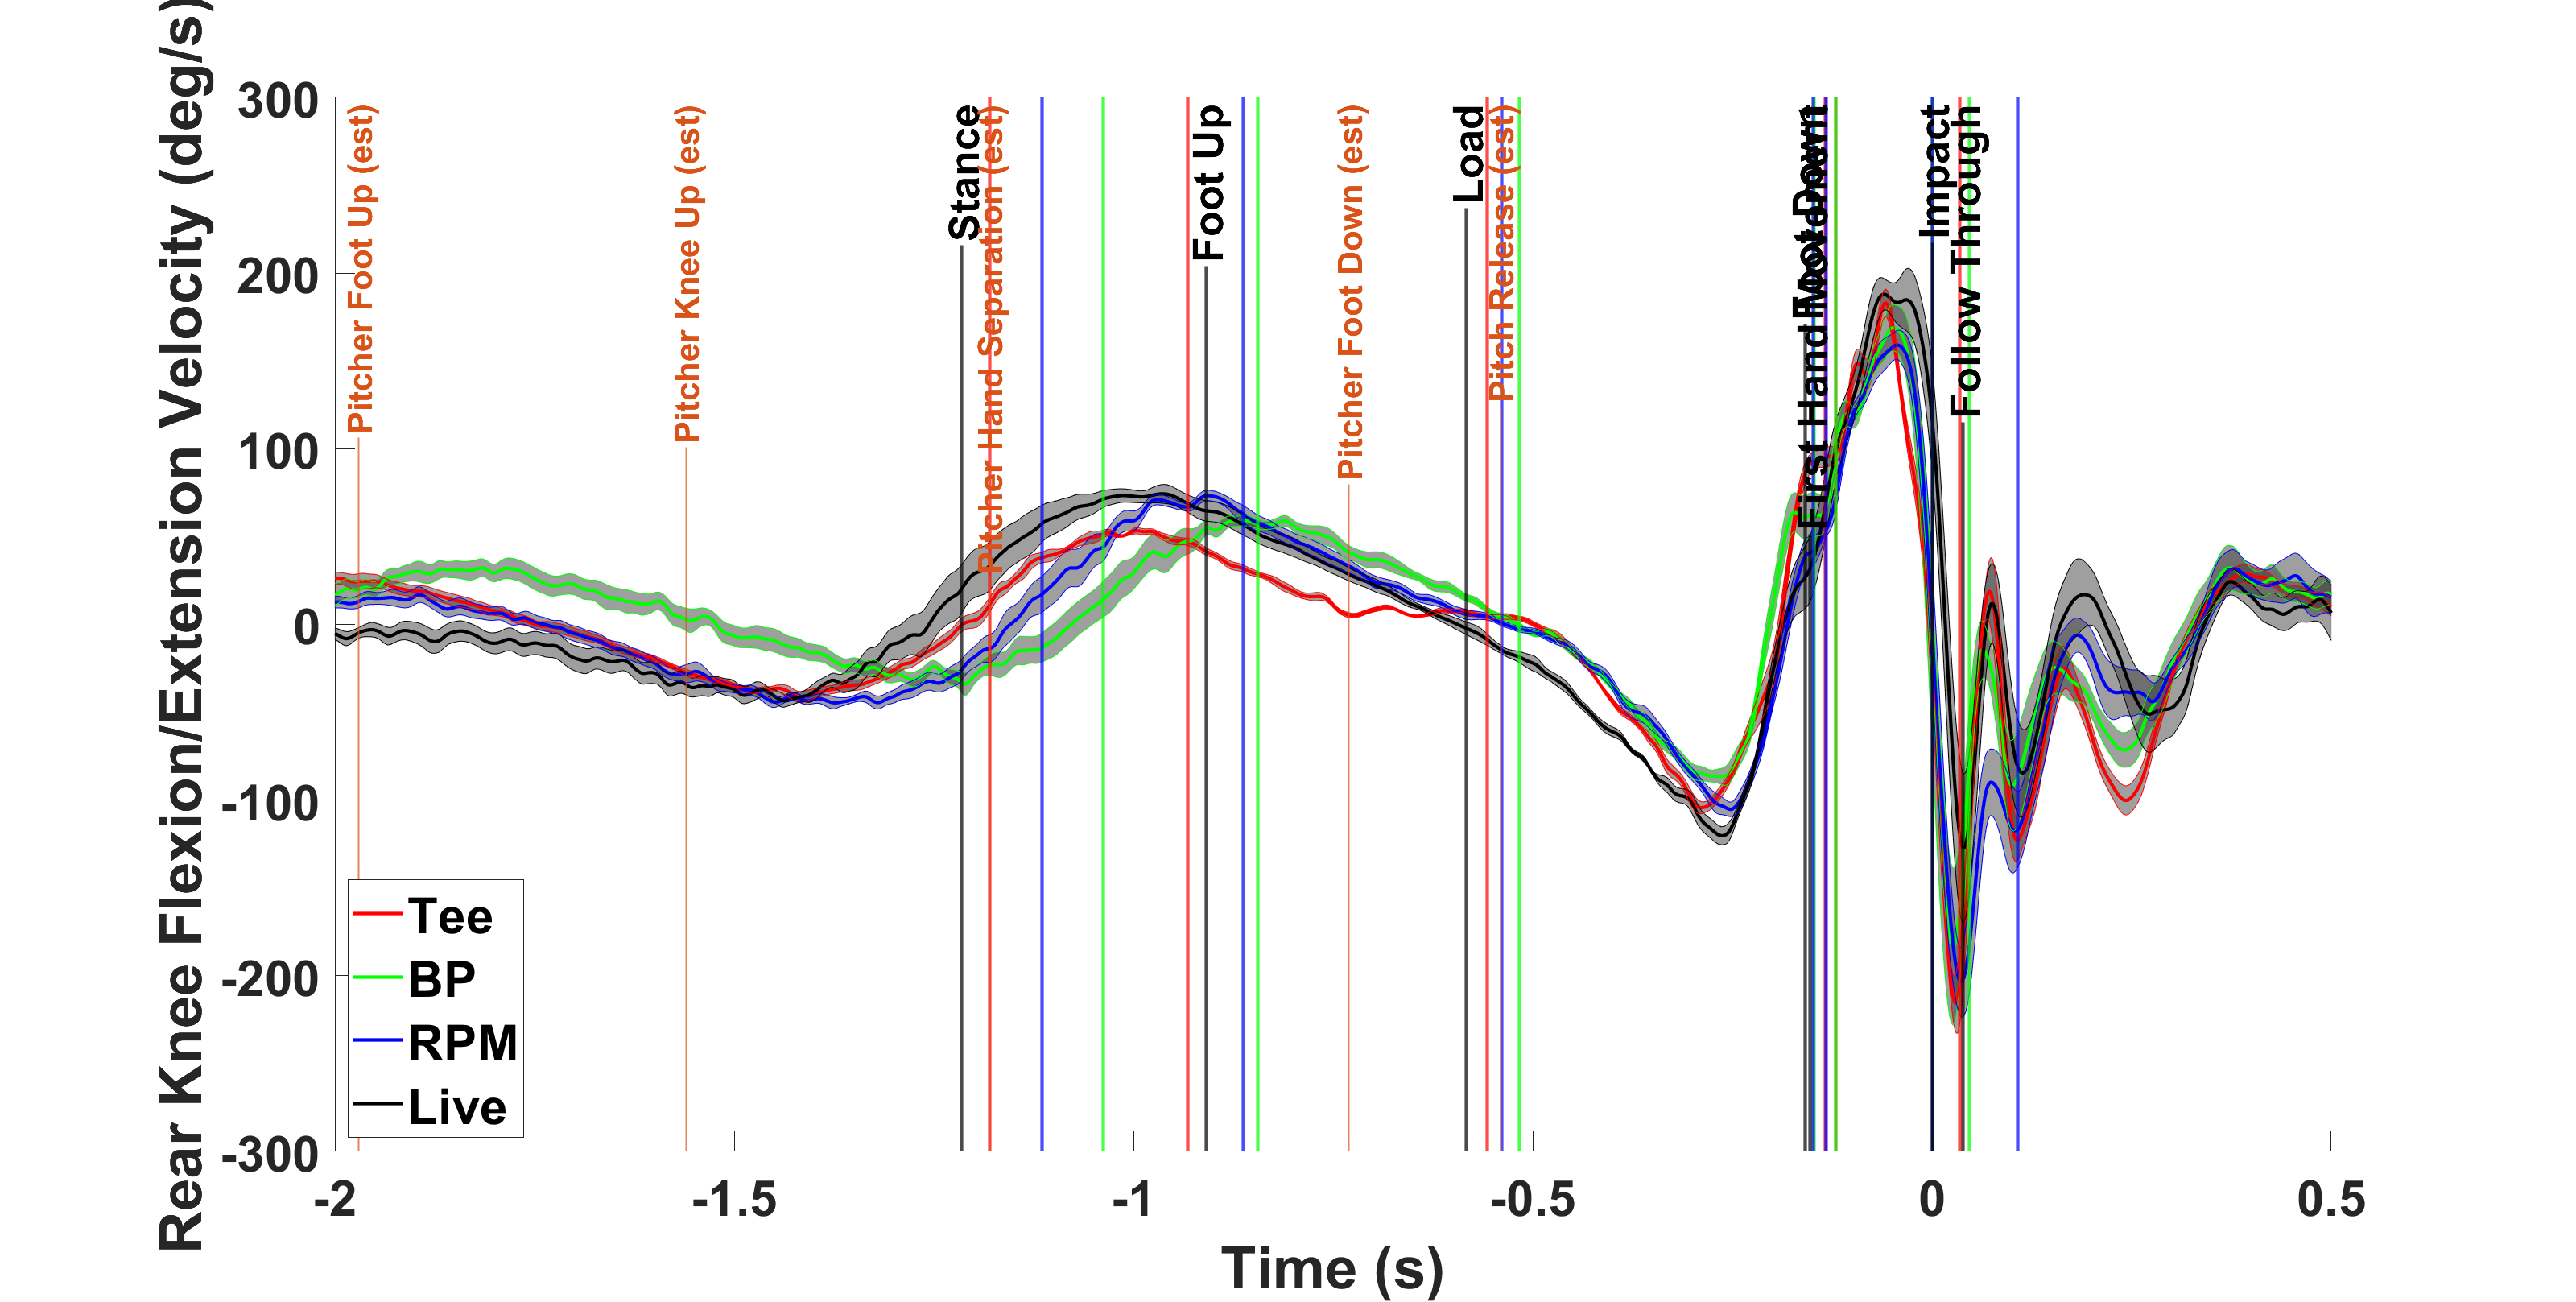 Rear Knee Flexion/Extension Velocity (deg/s)
300
200
100
0
-100
-200
-300
Pitcher Foot Up (est)
Pitcher Knee Up (est)
Stance
Pitcher Hand Separation (est)
Foot Up
Pitcher Foot Down (est)
Load
Pitch Release (est)
Foot Down
First Hand Movement
Impact
Follow Through
Tee
BP
RPM
Live
-2
-1.5
-1
-0.5
0
0.5
Time (s)